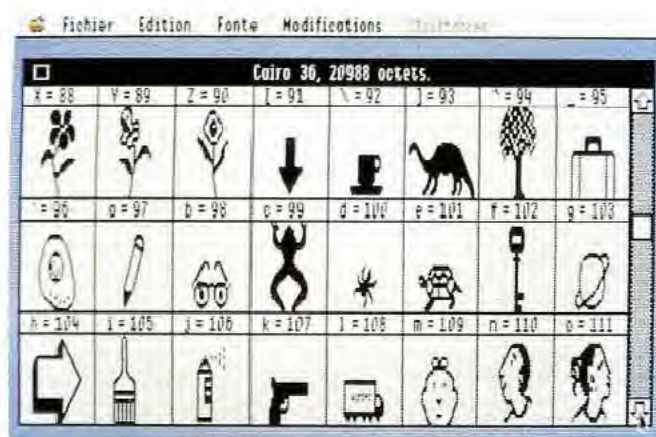 Fichier Edition Fonte Modifications
Cairo 36, 20988 octets.
X = 88 Y = 89 Z = 90 [ = 91 \ = 92 ] = 93 ^ = 94 _ = 95
` = 96 a = 97 b = 98 c = 99 d = 100 e = 101 f = 102 g = 103
h = 104 i = 105 j = 106 k = 107 l = 108 m = 109 n = 110 o = 111